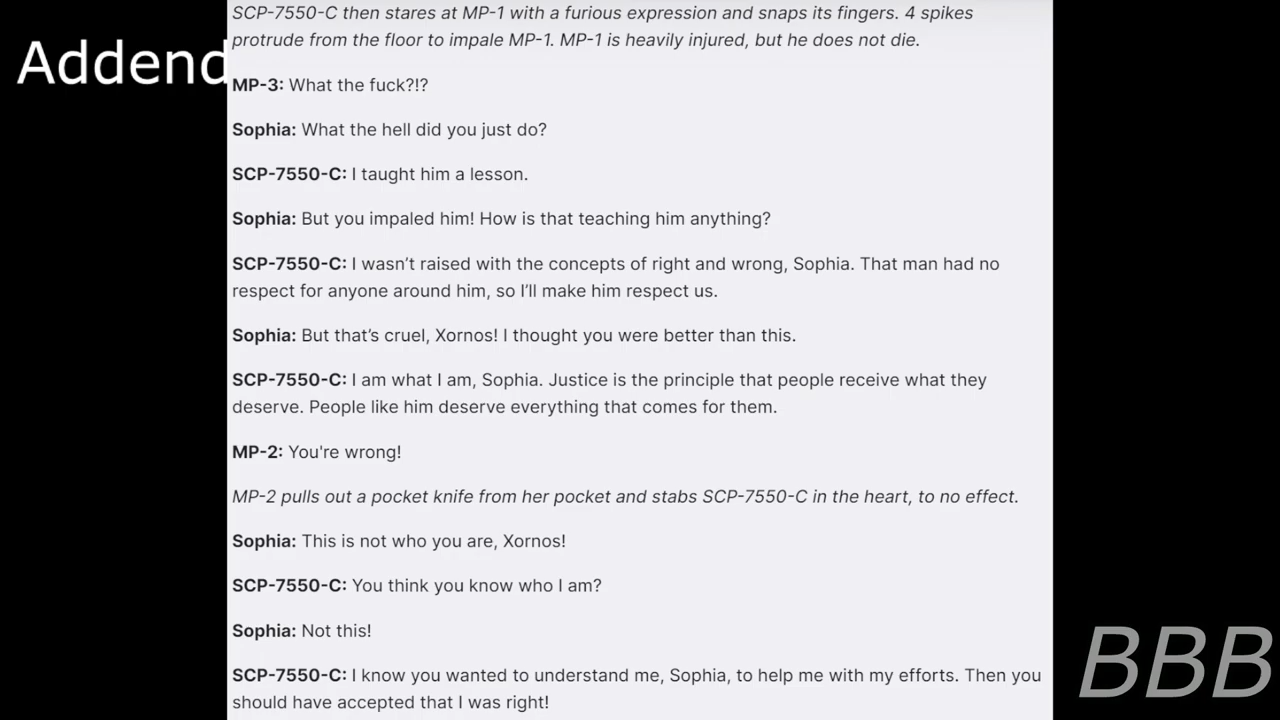 Addend
SCP-7550-C then stares at MP-1 with a furious expression and snaps its fingers. 4 spikes
protrude from the floor to impale MP-1. MP-1 is heavily injured, but he does not die.
MP-3: What the fuck?!?
Sophia: What the hell did you just do?
SCP-7550-C: I taught him a lesson.
Sophia: But you impaled him! How is that teaching him anything?
SCP-7550-C: I wasn’t raised with the concepts of right and wrong, Sophia. That man had no
respect for anyone around him, so I’ll make him respect us.
Sophia: But that’s cruel, Xornos! I thought you were better than this.
SCP-7550-C: I am what I am, Sophia. Justice is the principle that people receive what they
deserve. People like him deserve everything that comes for them.
MP-2: You're wrong!
MP-2 pulls out a pocket knife from her pocket and stabs SCP-7550-C in the heart, to no effect.
Sophia: This is not who you are, Xornos!
SCP-7550-C: You think you know who I am?
Sophia: Not this!
SCP-7550-C: I know you wanted to understand me, Sophia, to help me with my efforts. Then you
should have accepted that I was right!
BBB